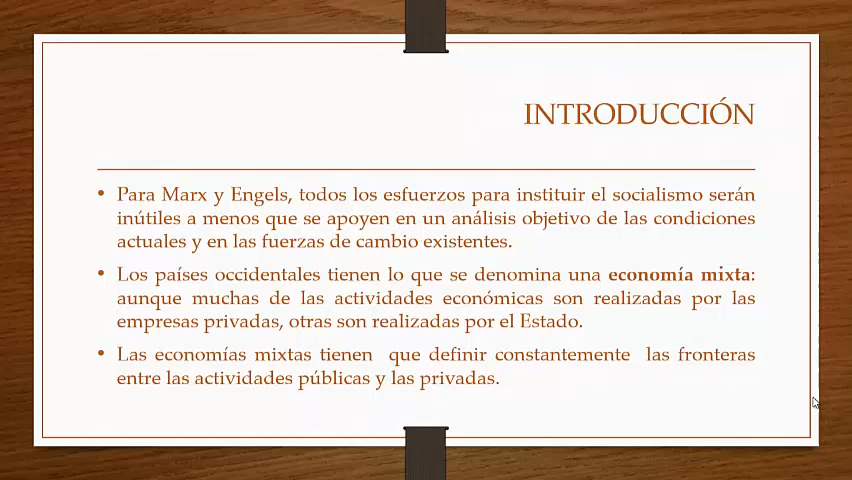 INTRODUCCIÓN
• Para Marx y Engels, todos los esfuerzos para instituir el socialismo serán
inútiles a menos que se apoyen en un análisis objetivo de las condiciones
actuales y en las fuerzas de cambio existentes.
• Los países occidentales tienen lo que se denomina una economía mixta:
aunque muchas de las actividades económicas son realizadas por las
empresas privadas, otras son realizadas por el Estado.
• Las economías mixtas tienen que definir constantemente las fronteras
entre las actividades públicas y las privadas.